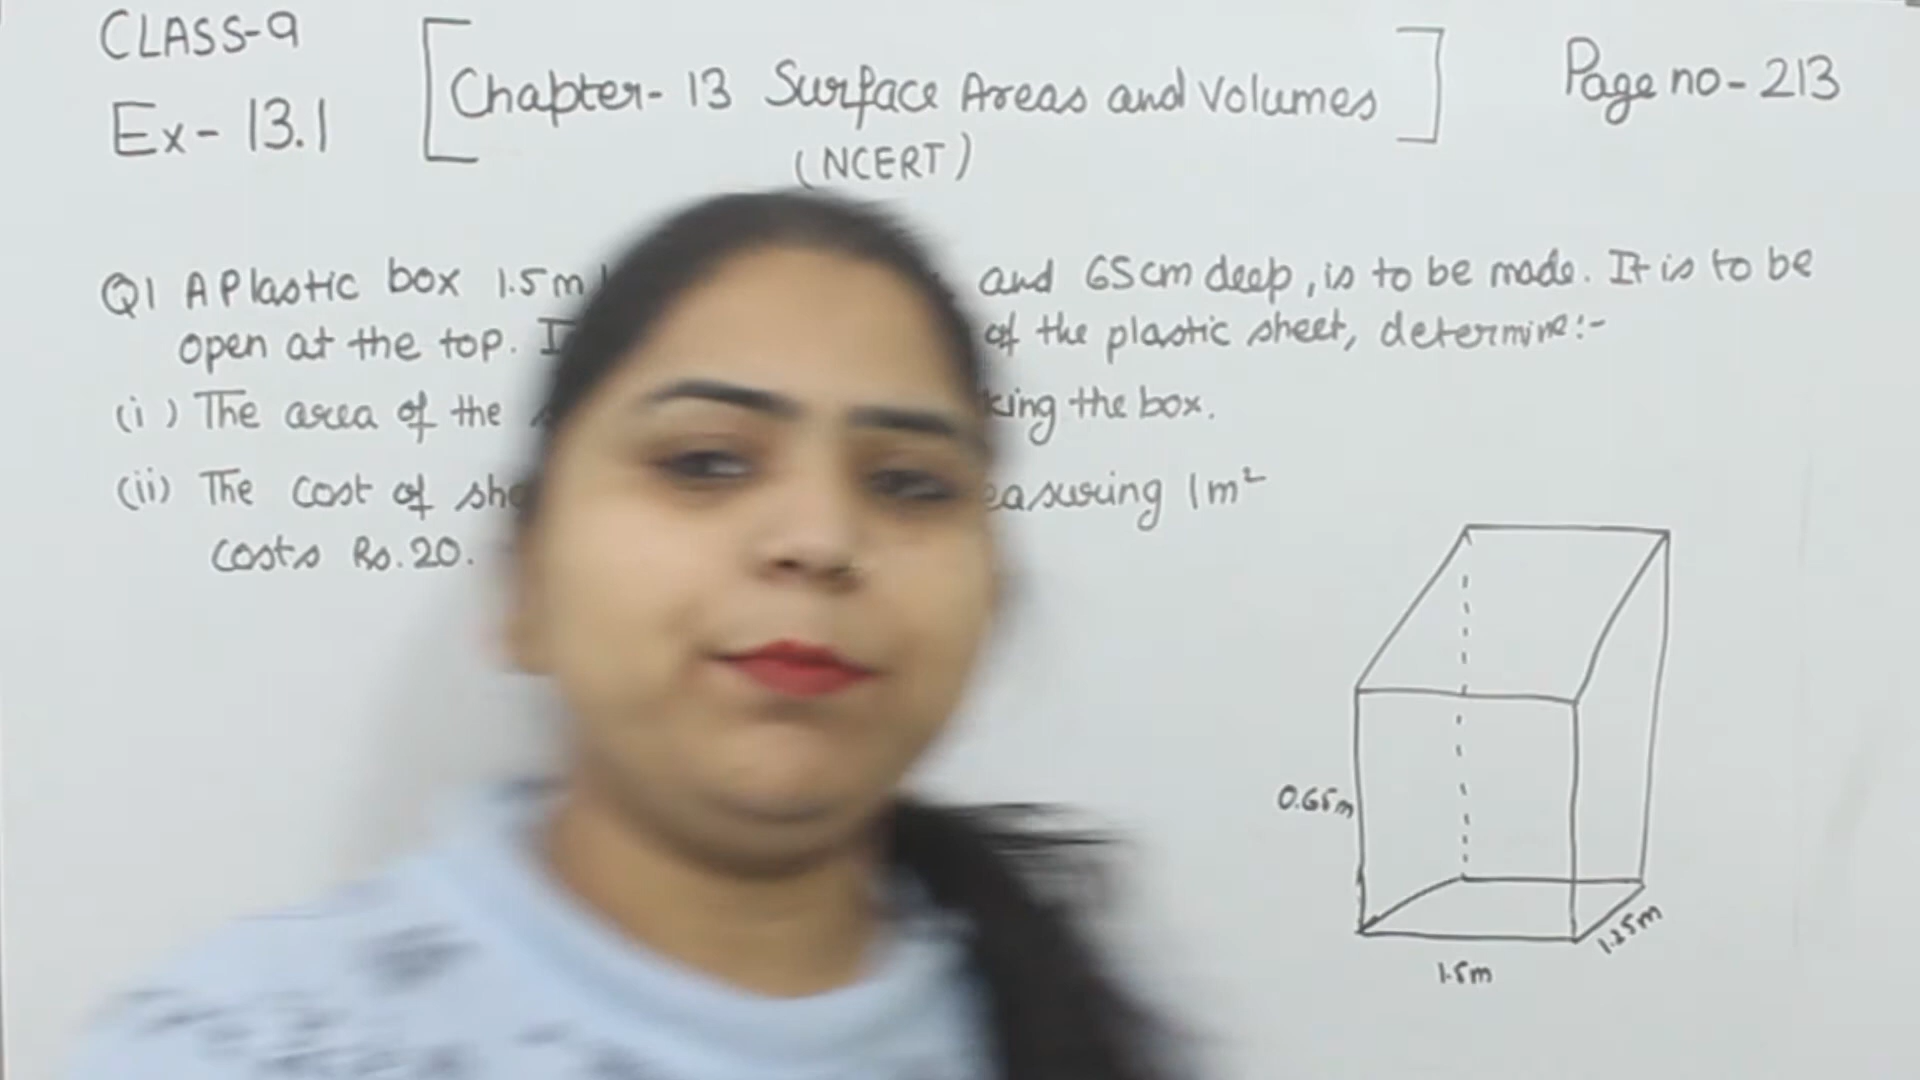 CLASS-9
Ex- 13.1
[Chapter- 13 Surface Areas and Volumes]
(NCERT)
Page no- 213
Q1 A Plastic box 1.5m and 65cm deep, is to be made. It is to be
open at the top. of the plastic sheet, determine:-
(i) The area of the the box.
(ii) The cost of 1m²
costs Rs.20.
0.65m
1.25m
1.5m